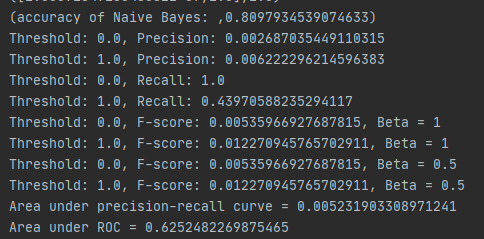 (accuracy of Naive Bayes: ,0.8097934539074633)
Threshold: 0.0, Precision: 0.002687035449110315
Threshold: 1.0, Precision: 0.006222296214596383
Threshold: 0.0, Recall: 1.0
Threshold: 1.0, Recall: 0.43970588235294117
Threshold: 0.0, F-score: 0.00535966927687815, Beta = 1
Threshold: 1.0, F-score: 0.012270945765702911, Beta = 1
Threshold: 0.0, F-score: 0.00535966927687815, Beta = 0.5
Threshold: 1.0, F-score: 0.012270945765702911, Beta = 0.5
Area under precision-recall curve = 0.005231903308971241
Area under ROC = 0.6252482269875465